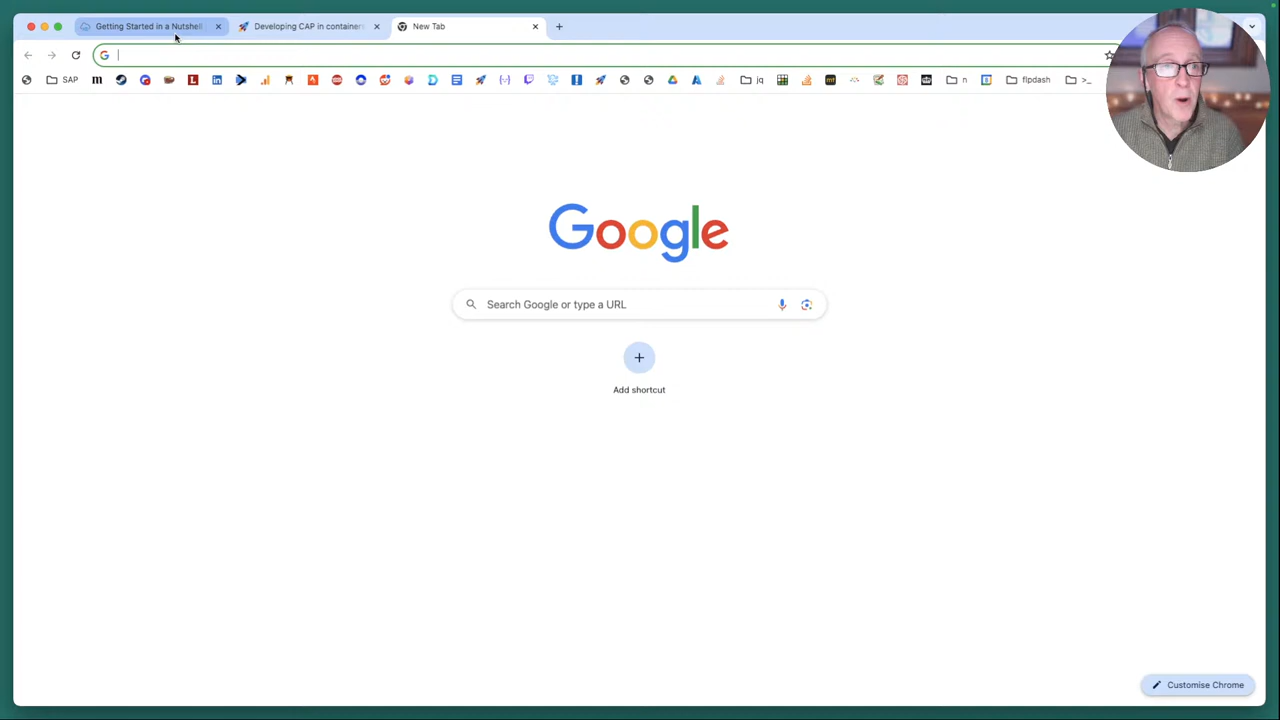 Getting Started in a Nutshell
Developing CAP in containers
New Tab
SAP
jq
n
flpdash
>_
Google
Search Google or type a URL
Add shortcut
Customise Chrome